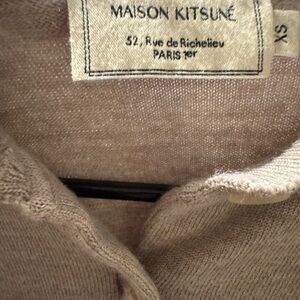 MAISON KITSUNÉ
52, Rue de Richelieu
PARIS 1er
XS